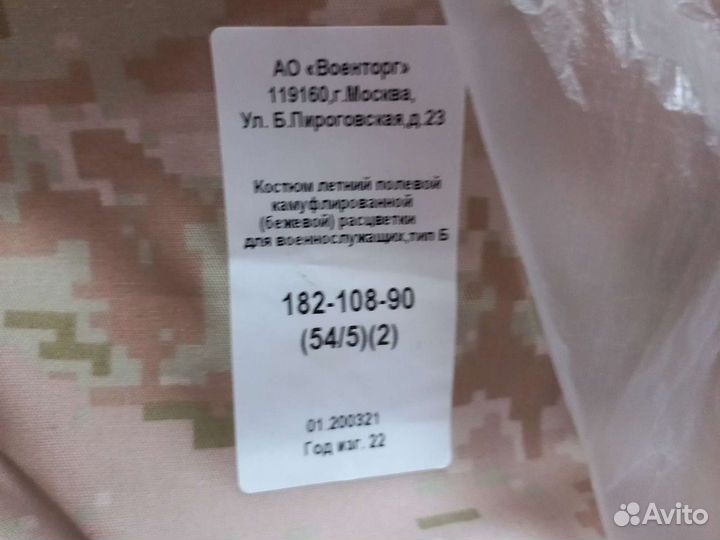 АО «Военторг»
119160,г.Москва,
Ул. Б.Пироговская,д.23
Костюм летний полевой
камуфлированной
(бежевой) расцветки
для военнослужащих,тип Б
182-108-90
(54/5)(2)
01.200321
Год изг. 22
Avito